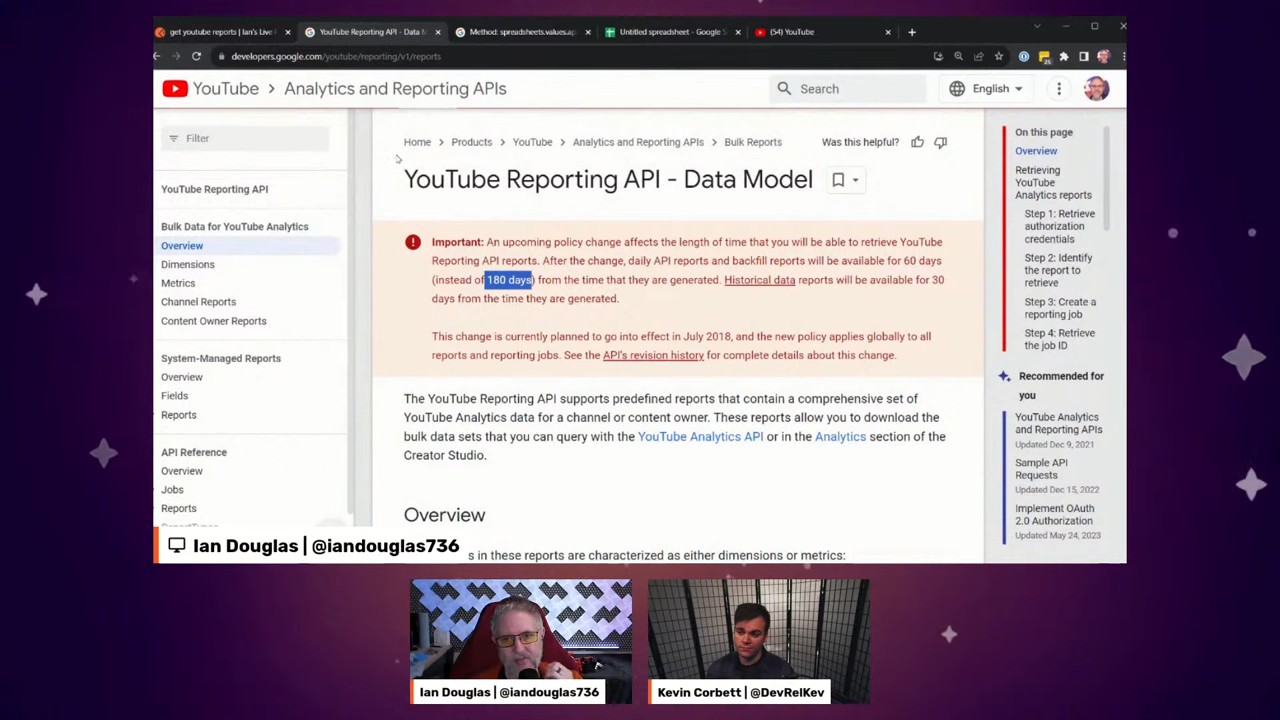 get youtube reports | Ian's Live
YouTube Reporting API - Data M
Method: spreadsheets.values.ap
Untitled spreadsheet - Google S
(54) YouTube
developers.google.com/youtube/reporting/v1/reports
YouTube > Analytics and Reporting APIs
Search
English
Filter
YouTube Reporting API
Bulk Data for YouTube Analytics
Overview
Dimensions
Metrics
Channel Reports
Content Owner Reports
System-Managed Reports
Overview
Fields
Reports
API Reference
Overview
Jobs
Reports
Home > Products > YouTube > Analytics and Reporting APIs > Bulk Reports
Was this helpful?
YouTube Reporting API - Data Model
Important: An upcoming policy change affects the length of time that you will be able to retrieve YouTube
Reporting API reports. After the change, daily API reports and backfill reports will be available for 60 days
(instead of 180 days) from the time that they are generated. Historical data reports will be available for 30
days from the time they are generated.
This change is currently planned to go into effect in July 2018, and the new policy applies globally to all
reports and reporting jobs. See the API's revision history for complete details about this change.
The YouTube Reporting API supports predefined reports that contain a comprehensive set of
YouTube Analytics data for a channel or content owner. These reports allow you to download the
bulk data sets that you can query with the YouTube Analytics API or in the Analytics section of the
Creator Studio.
Overview
s in these reports are characterized as either dimensions or metrics:
On this page
Overview
Retrieving
YouTube
Analytics reports
Step 1: Retrieve
authorization
credentials
Step 2: Identify
the report to
retrieve
Step 3: Create a
reporting job
Step 4: Retrieve
the job ID
Recommended for
you
YouTube Analytics
and Reporting APIs
Updated Dec 9, 2021
Sample API
Requests
Updated Dec 15, 2022
Implement OAuth
2.0 Authorization
Updated May 24, 2023
Ian Douglas | @iandouglas736
Ian Douglas | @iandouglas736
Kevin Corbett | @DevRelKev